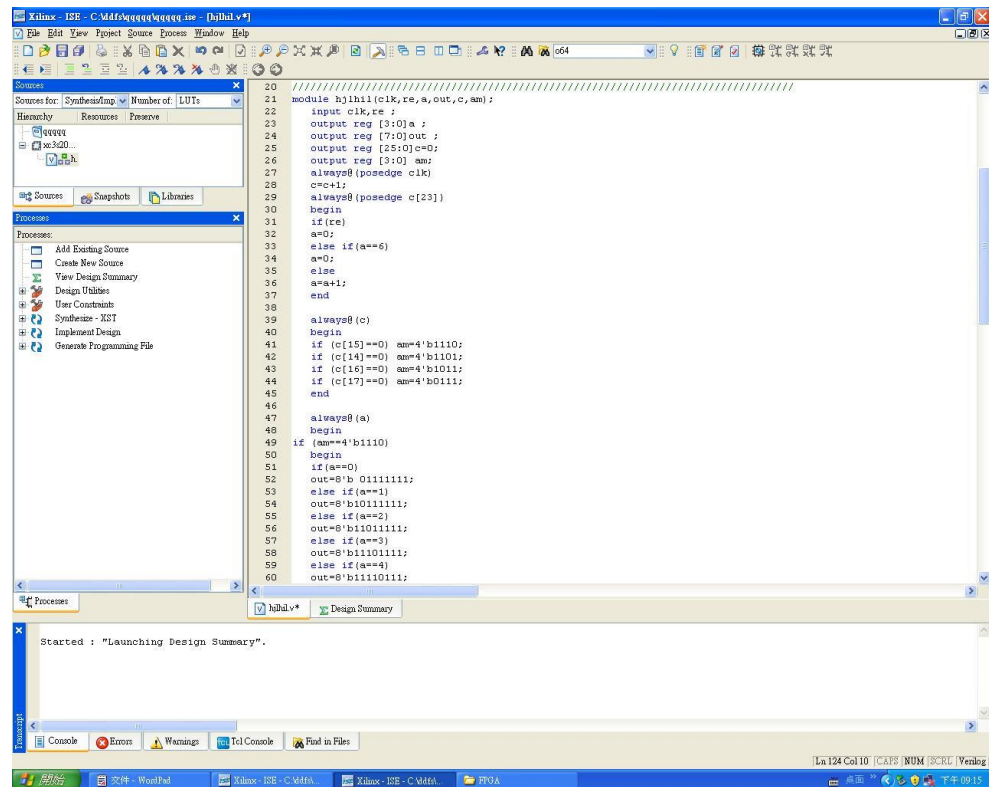 Xilinx - ISE - C:\ddfs\qqqqq\qqqqq.ise - [hjlhil.v*]
File Edit View Project Source Process Window Help
c64
Sources
Sources for: Synthesis/Imp. Number of: LUTs
Hierarchy Resources Preserve
qqqqq
xc3s20...
h.
Sources Snapshots Libraries
Processes
Processes:
Add Existing Source
Create New Source
View Design Summary
Design Utilities
User Constraints
Synthesize - XST
Implement Design
Generate Programming File
Processes
20 //////////////////////////////////////////////////////////////////////////////////
21 module hjlhil(clk,re,a,out,c,am);
22 input clk,re ;
23 output reg [3:0]a ;
24 output reg [7:0]out ;
25 output reg [25:0]c=0;
26 output reg [3:0] am;
27 always@(posedge clk)
28 c=c+1;
29 always@(posedge c[23])
30 begin
31 if(re)
32 a=0;
33 else if(a==6)
34 a=0;
35 else
36 a=a+1;
37 end
38
39 always@(c)
40 begin
41 if (c[15]==0) am=4'b1110;
42 if (c[14]==0) am=4'b1101;
43 if (c[16]==0) am=4'b1011;
44 if (c[17]==0) am=4'b0111;
45 end
46
47 always@(a)
48 begin
49 if (am==4'b1110)
50 begin
51 if(a==0)
52 out=8'b 01111111;
53 else if(a==1)
54 out=8'b10111111;
55 else if(a==2)
56 out=8'b11011111;
57 else if(a==3)
58 out=8'b11101111;
59 else if(a==4)
60 out=8'b11110111;
hjlhil.v* Design Summary
Started : "Launching Design Summary".
Transcript
Console Errors Warnings Tcl Console Find in Files
Ln 124 Col 10 CAPS NUM SCRL Verilog
開始 文件 - WordPad Xilinx - ISE - C:\ddfs\... Xilinx - ISE - C:\ddfs\... FPGA 桌面 » 下午 09:15